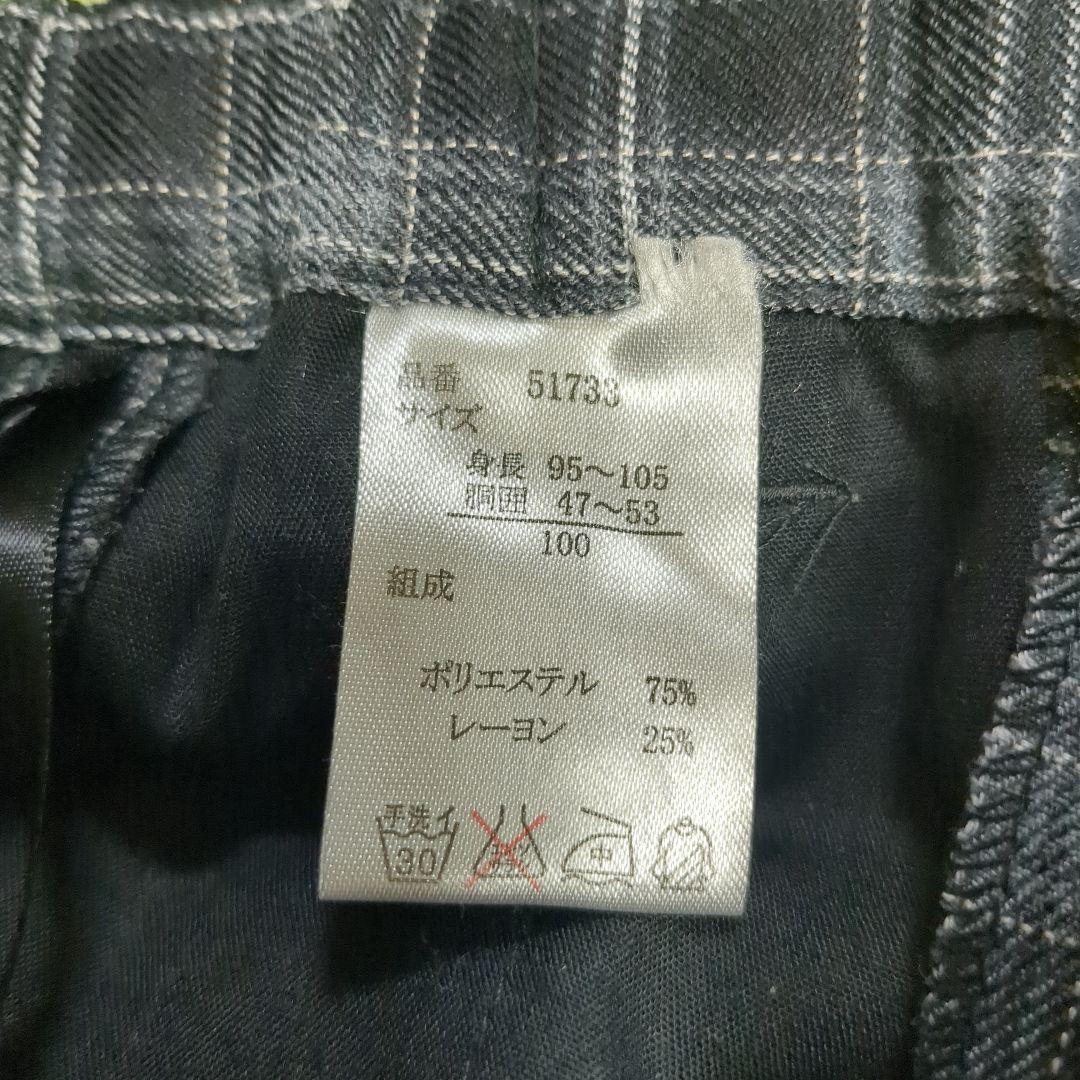 品番 51733
サイズ
身長 95〜105
胴囲 47〜53
100
組成
ポリエステル 75%
レーヨン 25%
手洗イ
30
中